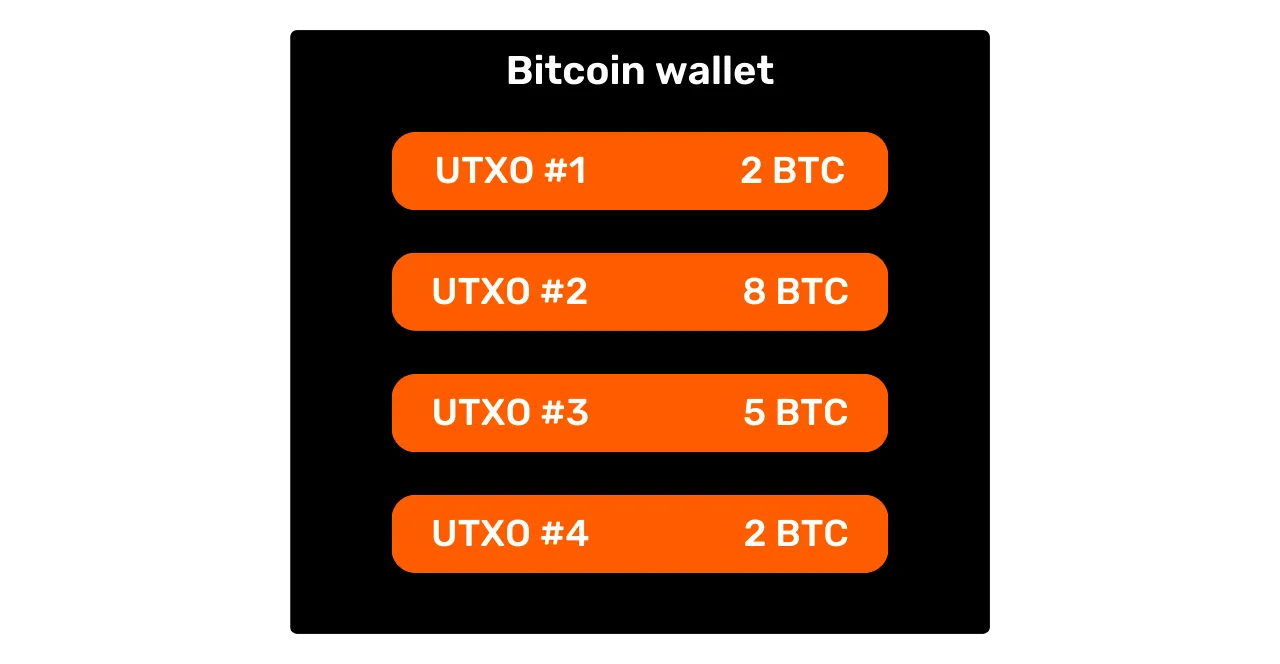 Bitcoin wallet
UTXO #1 2 BTC
UTXO #2 8 BTC
UTXO #3 5 BTC
UTXO #4 2 BTC